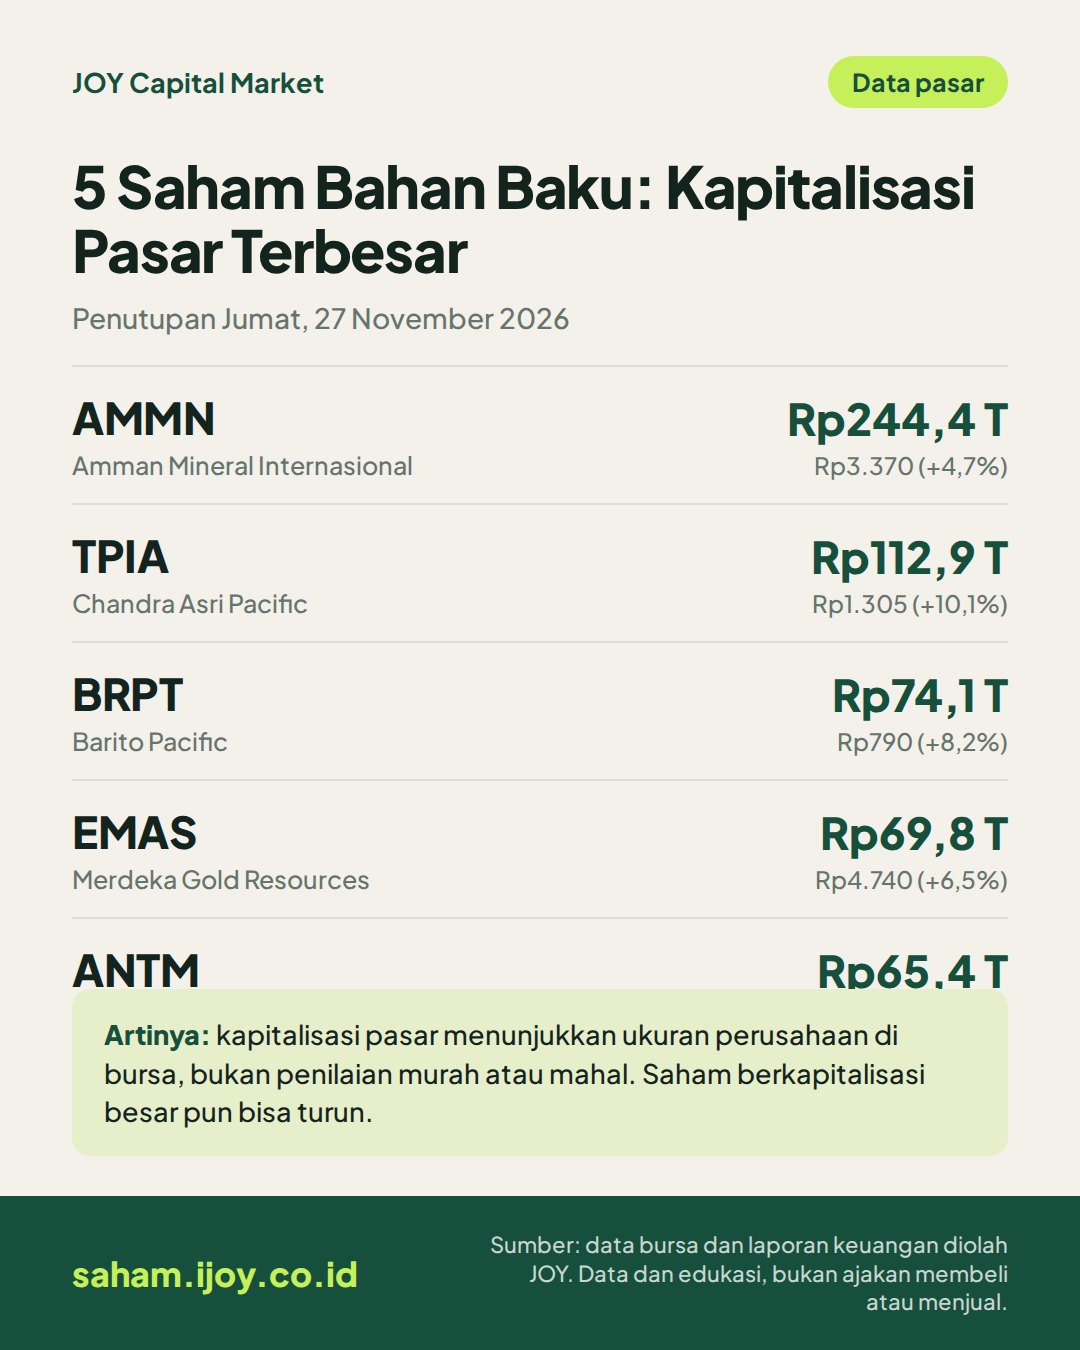 JOY Capital Market
Data pasar
5 Saham Bahan Baku: Kapitalisasi
Pasar Terbesar
Penutupan Jumat, 27 November 2026
AMMN
Rp244,4 T
Amman Mineral Internasional
Rp3.370 (+4,7%)
TPIA
Rp112,9 T
Chandra Asri Pacific
Rp1.305 (+10,1%)
BRPT
Rp74,1 T
Barito Pacific
Rp790 (+8,2%)
EMAS
Rp69,8 T
Merdeka Gold Resources
Rp4.740 (+6,5%)
ANTM
Rp65,4 T
Artinya: kapitalisasi pasar menunjukkan ukuran perusahaan di
bursa, bukan penilaian murah atau mahal. Saham berkapitalisasi
besar pun bisa turun.
saham.ijoy.co.id
Sumber: data bursa dan laporan keuangan diolah
JOY. Data dan edukasi, bukan ajakan membeli
atau menjual.